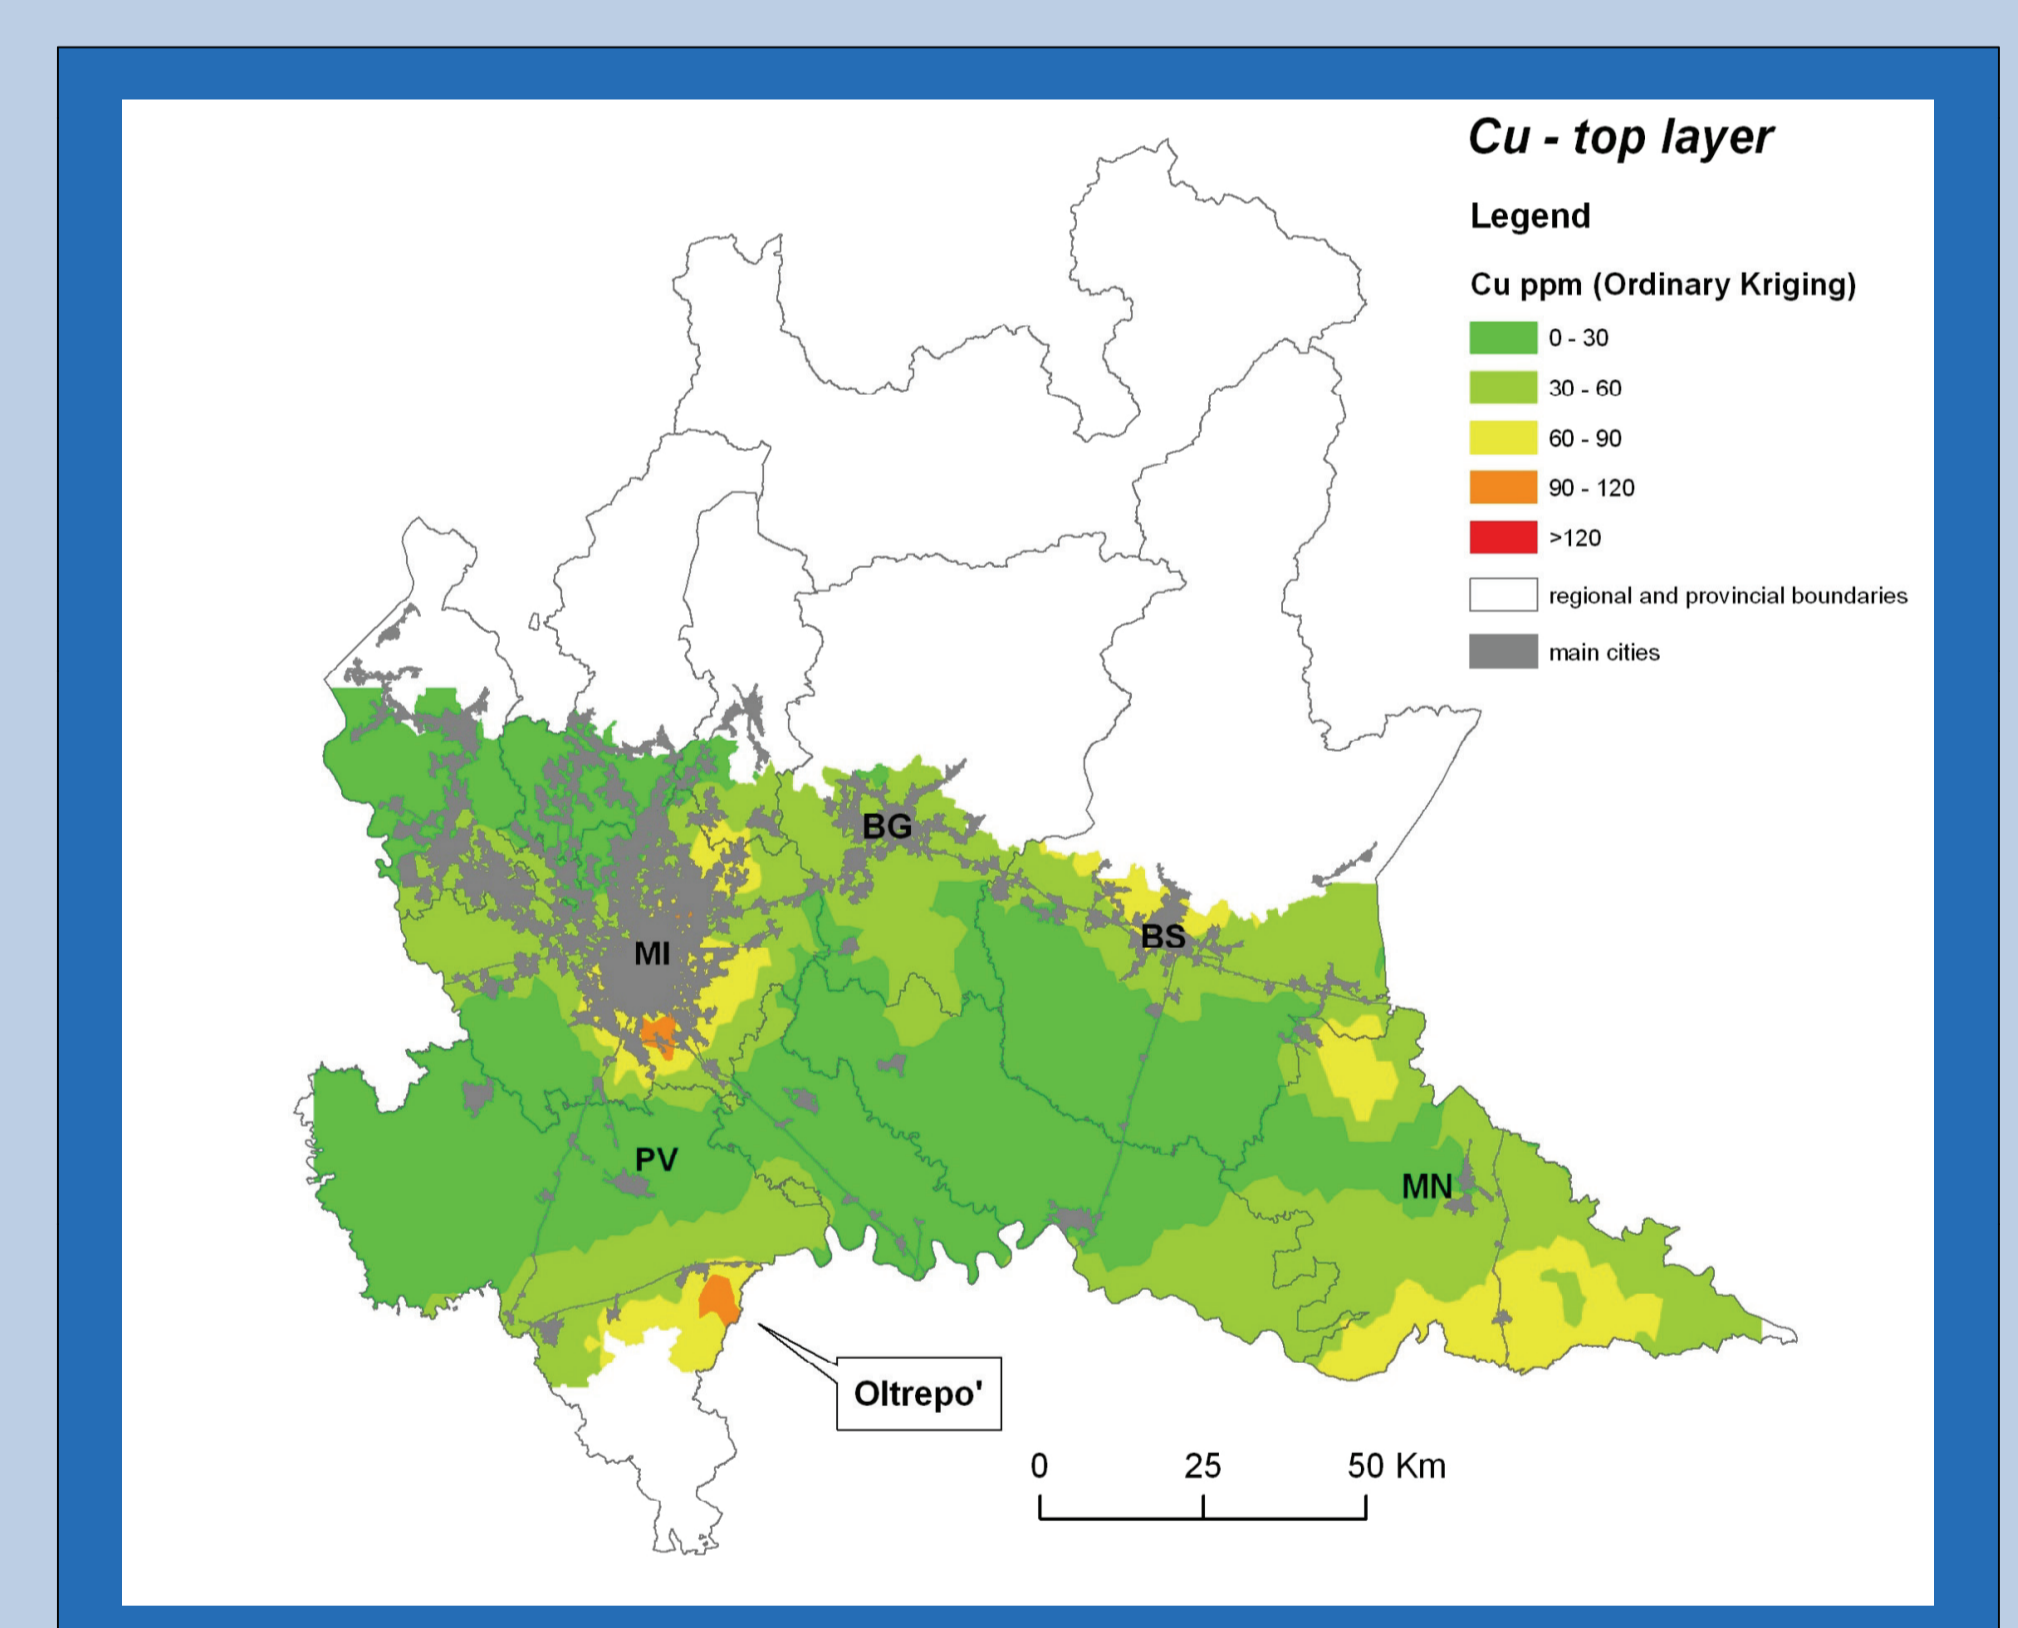 Cu - top layer
Legend
Cu ppm (Ordinary Kriging)
0 - 30
30 - 60
60 - 90
90 - 120
>120
regional and provincial boundaries
main cities
BG
BS
MI
PV
MN
Oltrepo'
0 25 50 Km